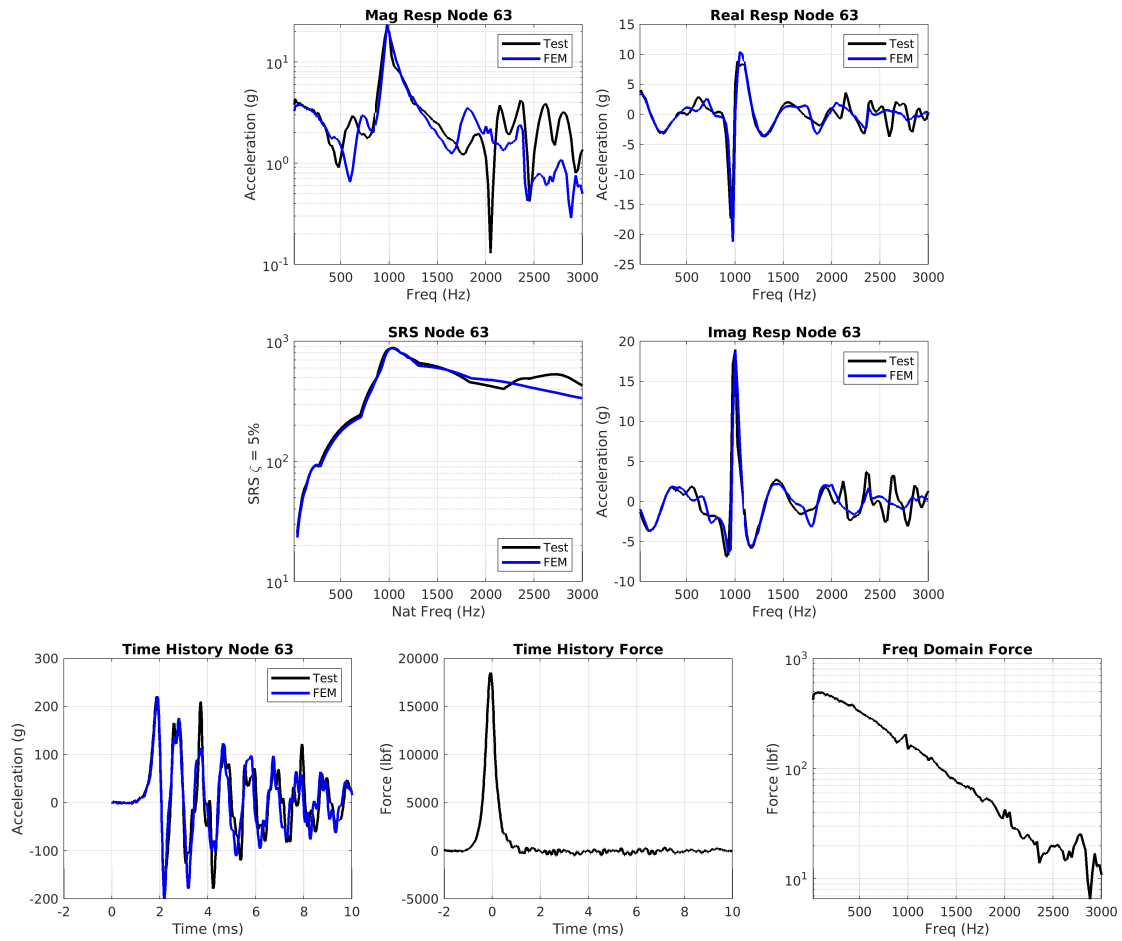 Mag Resp Node 63
Acceleration (g)
10^1
10^0
10^-1
500 1000 1500 2000 2500 3000
Freq (Hz)
Test
FEM
Real Resp Node 63
Acceleration (g)
15
10
5
0
-5
-10
-15
-20
-25
500 1000 1500 2000 2500 3000
Freq (Hz)
Test
FEM
SRS Node 63
SRS ζ = 5%
10^3
10^2
10^1
500 1000 1500 2000 2500 3000
Nat Freq (Hz)
Test
FEM
Imag Resp Node 63
Acceleration (g)
20
15
10
5
0
-5
-10
500 1000 1500 2000 2500 3000
Freq (Hz)
Test
FEM
Time History Node 63
Acceleration (g)
300
200
100
0
-100
-200
-2 0 2 4 6 8 10
Time (ms)
Test
FEM
Time History Force
Force (lbf)
20000
15000
10000
5000
0
-5000
-2 0 2 4 6 8 10
Time (ms)
Freq Domain Force
Force (lbf)
10^3
10^2
10^1
500 1000 1500 2000 2500 3000
Freq (Hz)